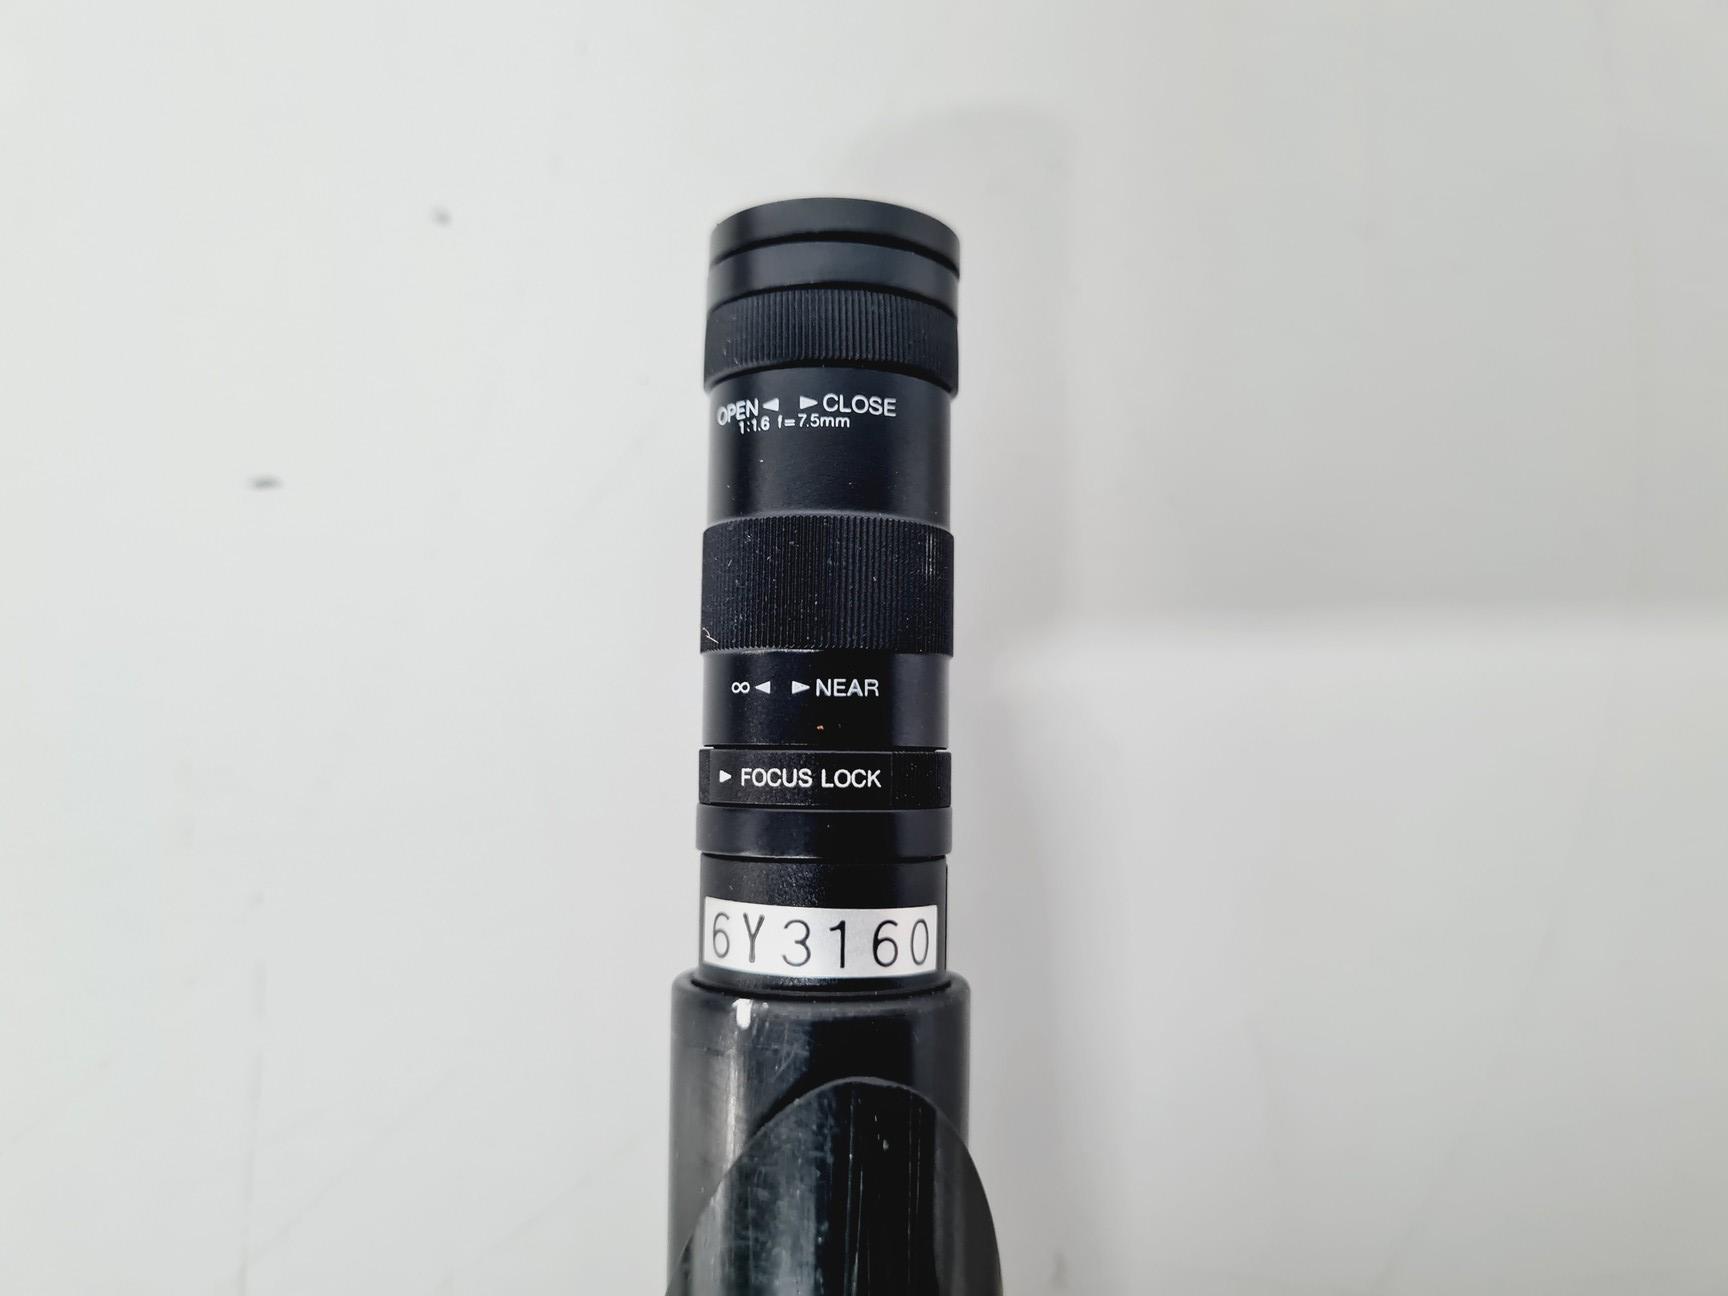 OPEN◄ ►CLOSE
1:1.6 f=7.5mm
∞◄ ►NEAR
► FOCUS LOCK
6Y3160